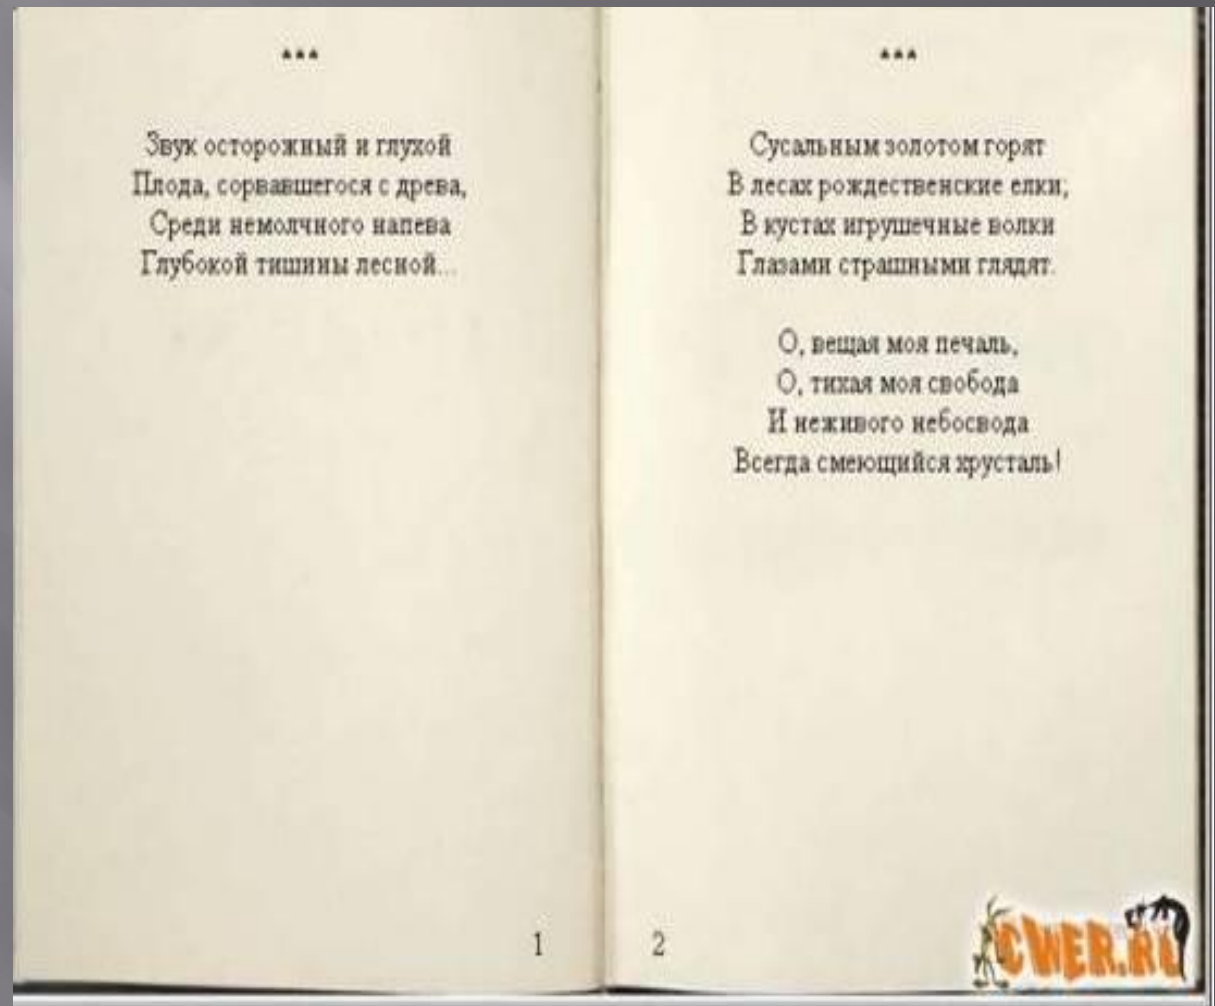 ***
Звук осторожный и глухой
Плода, сорвавшегося с древа,
Среди немолчного напева
Глубокой тишины лесной...
1
***
Сусальным золотом горят
В лесах рождественские елки;
В кустах игрушечные волки
Глазами страшными глядят.
О, вещая моя печаль,
О, тихая моя свобода
И неживого небосвода
Всегда смеющийся хрусталь!
2
CWER.RU